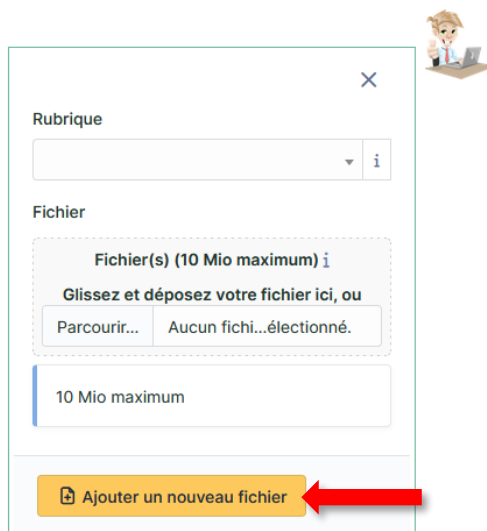 Rubrique
i
Fichier
Fichier(s) (10 Mio maximum) i
Glissez et déposez votre fichier ici, ou
Parcourir... Aucun fichi...électionné.
10 Mio maximum
Ajouter un nouveau fichier